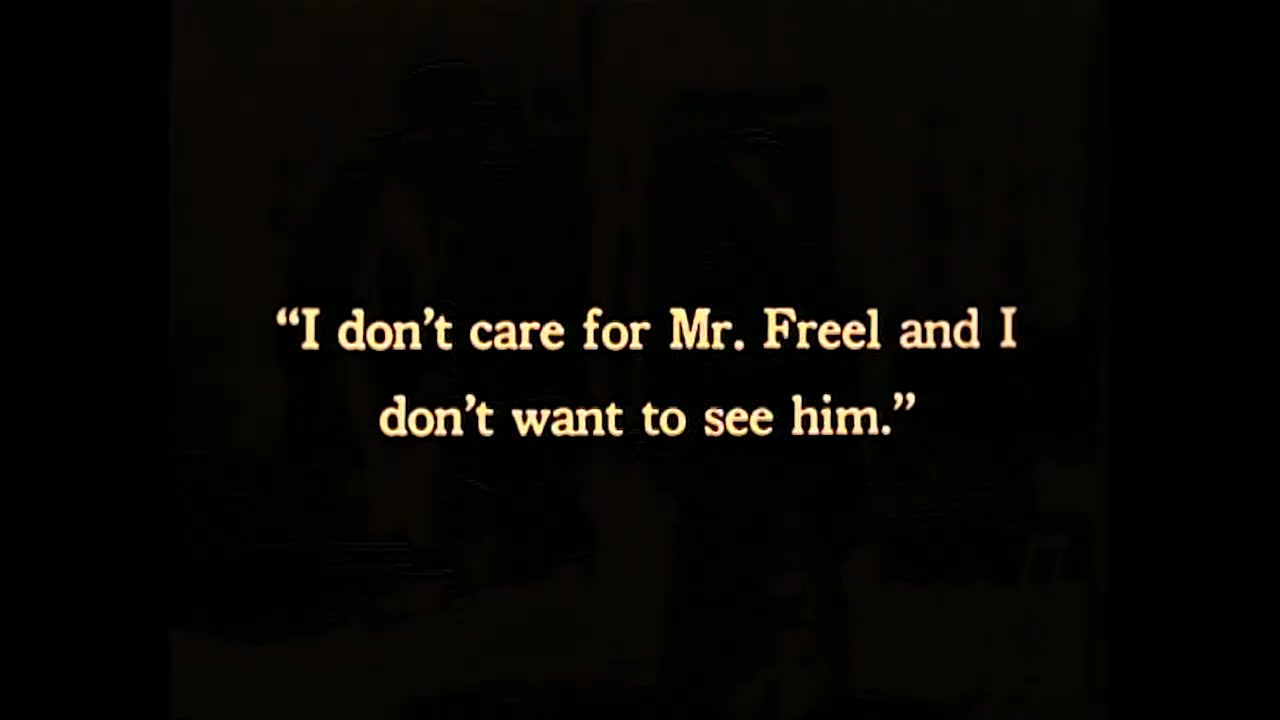 “I don’t care for Mr. Freel and I
don’t want to see him.”